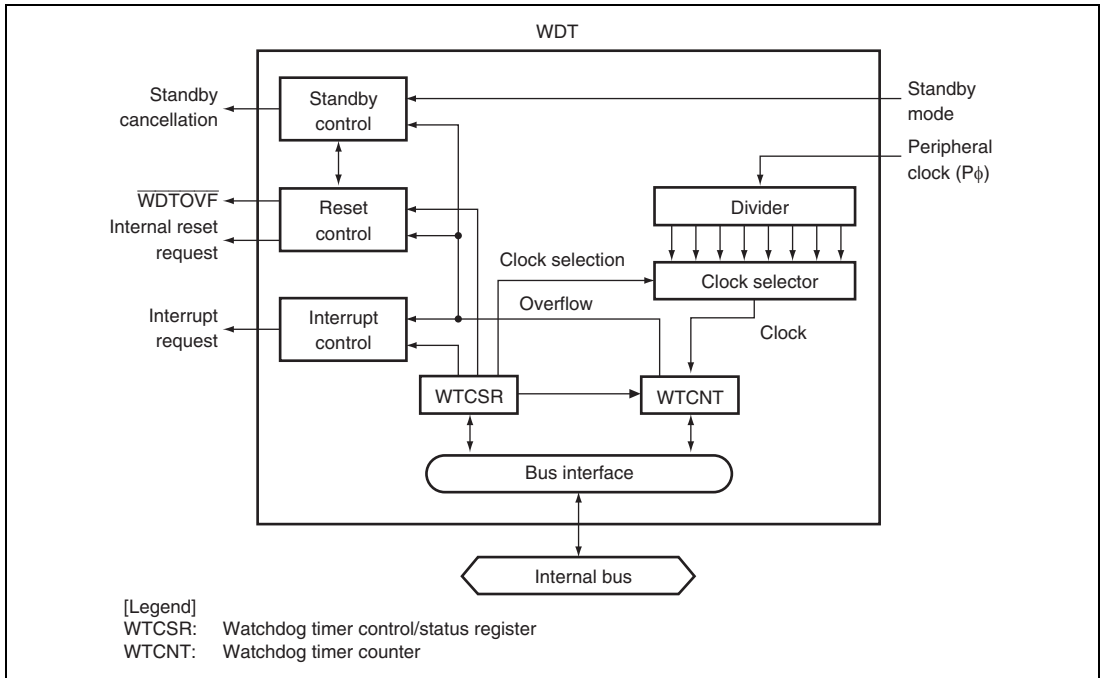 WDT
Standby
cancellation
Standby
control
Standby
mode
Peripheral
clock (Pϕ)
WDTOVF
Internal reset
request
Reset
control
Divider
Clock selection
Clock selector
Overflow
Clock
Interrupt
request
Interrupt
control
WTCSR
WTCNT
Bus interface
Internal bus
[Legend]
WTCSR: Watchdog timer control/status register
WTCNT: Watchdog timer counter